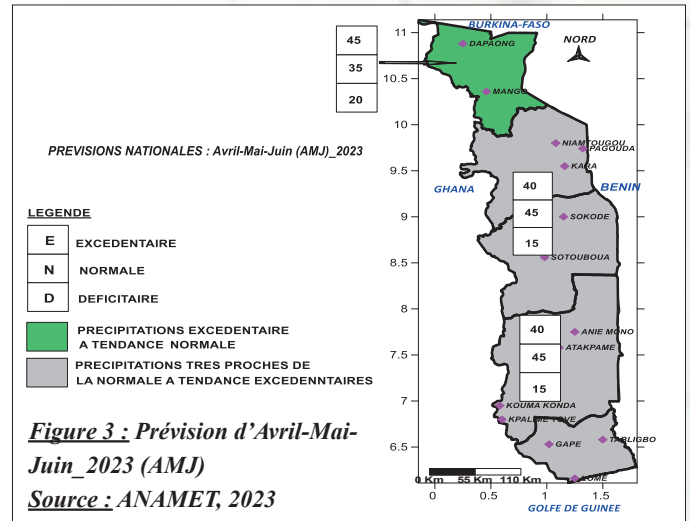 45
35
20
PREVISIONS NATIONALES : Avril-Mai-Juin (AMJ)_2023
LEGENDE
E EXCEDENTAIRE
N NORMALE
D DEFICITAIRE
PRECIPITATIONS EXCEDENTAIRE
A TENDANCE NORMALE
PRECIPITATIONS TRES PROCHES DE
LA NORMALE A TENDANCE EXCEDENNTAIRES
Figure 3 : Prévision d'Avril-Mai-
Juin_2023 (AMJ)
Source : ANAMET, 2023
BURKINA-FASO
NORD
DAPAONG
MANGO
NIAMTOUGOU
PAGOUDA
KARA
GHANA
BENIN
40
45
15
SOKODE
SOTOUBOUA
40
45
15
ANIE MONO
ATAKPAME
KOUMA KONDA
KPALIME TOVE
TABLIGBO
GAPE
LOME
11
10.5
10
9.5
9
8.5
8
7.5
7
6.5
0 Km 55 Km 110 Km
0 0.5 1 1.5
GOLFE DE GUINEE